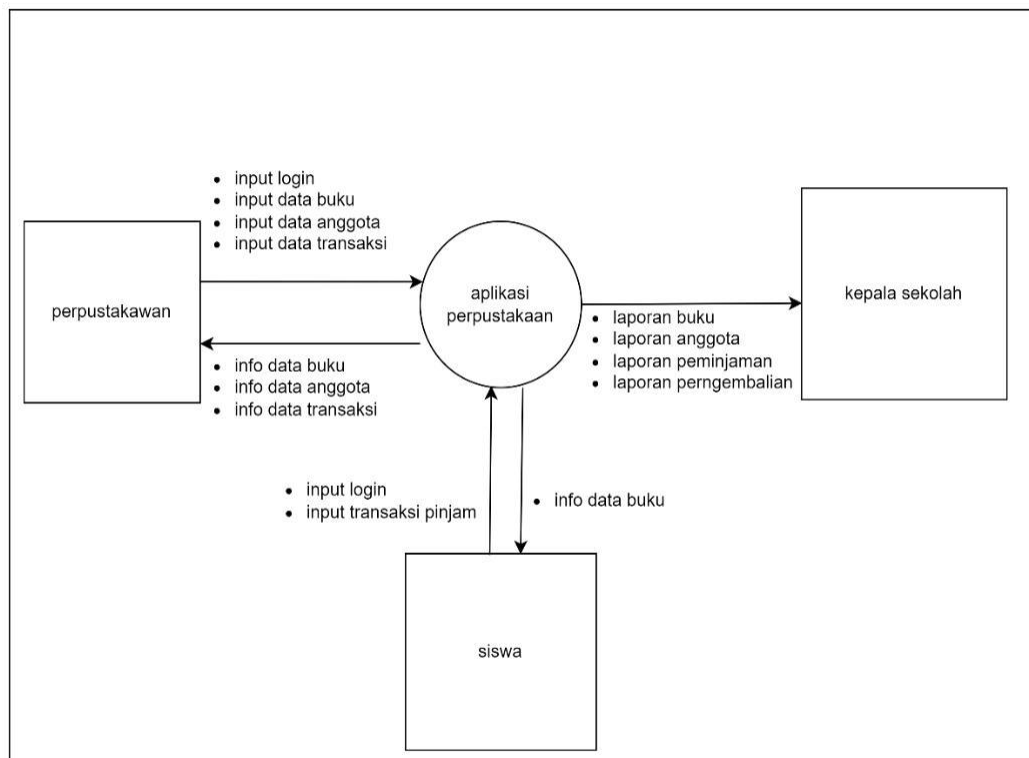 • input login
• input data buku
• input data anggota
• input data transaksi
perpustakawan
aplikasi
perpustakaan
kepala sekolah
• info data buku
• info data anggota
• info data transaksi
• laporan buku
• laporan anggota
• laporan peminjaman
• laporan perngembalian
• input login
• input transaksi pinjam
• info data buku
siswa